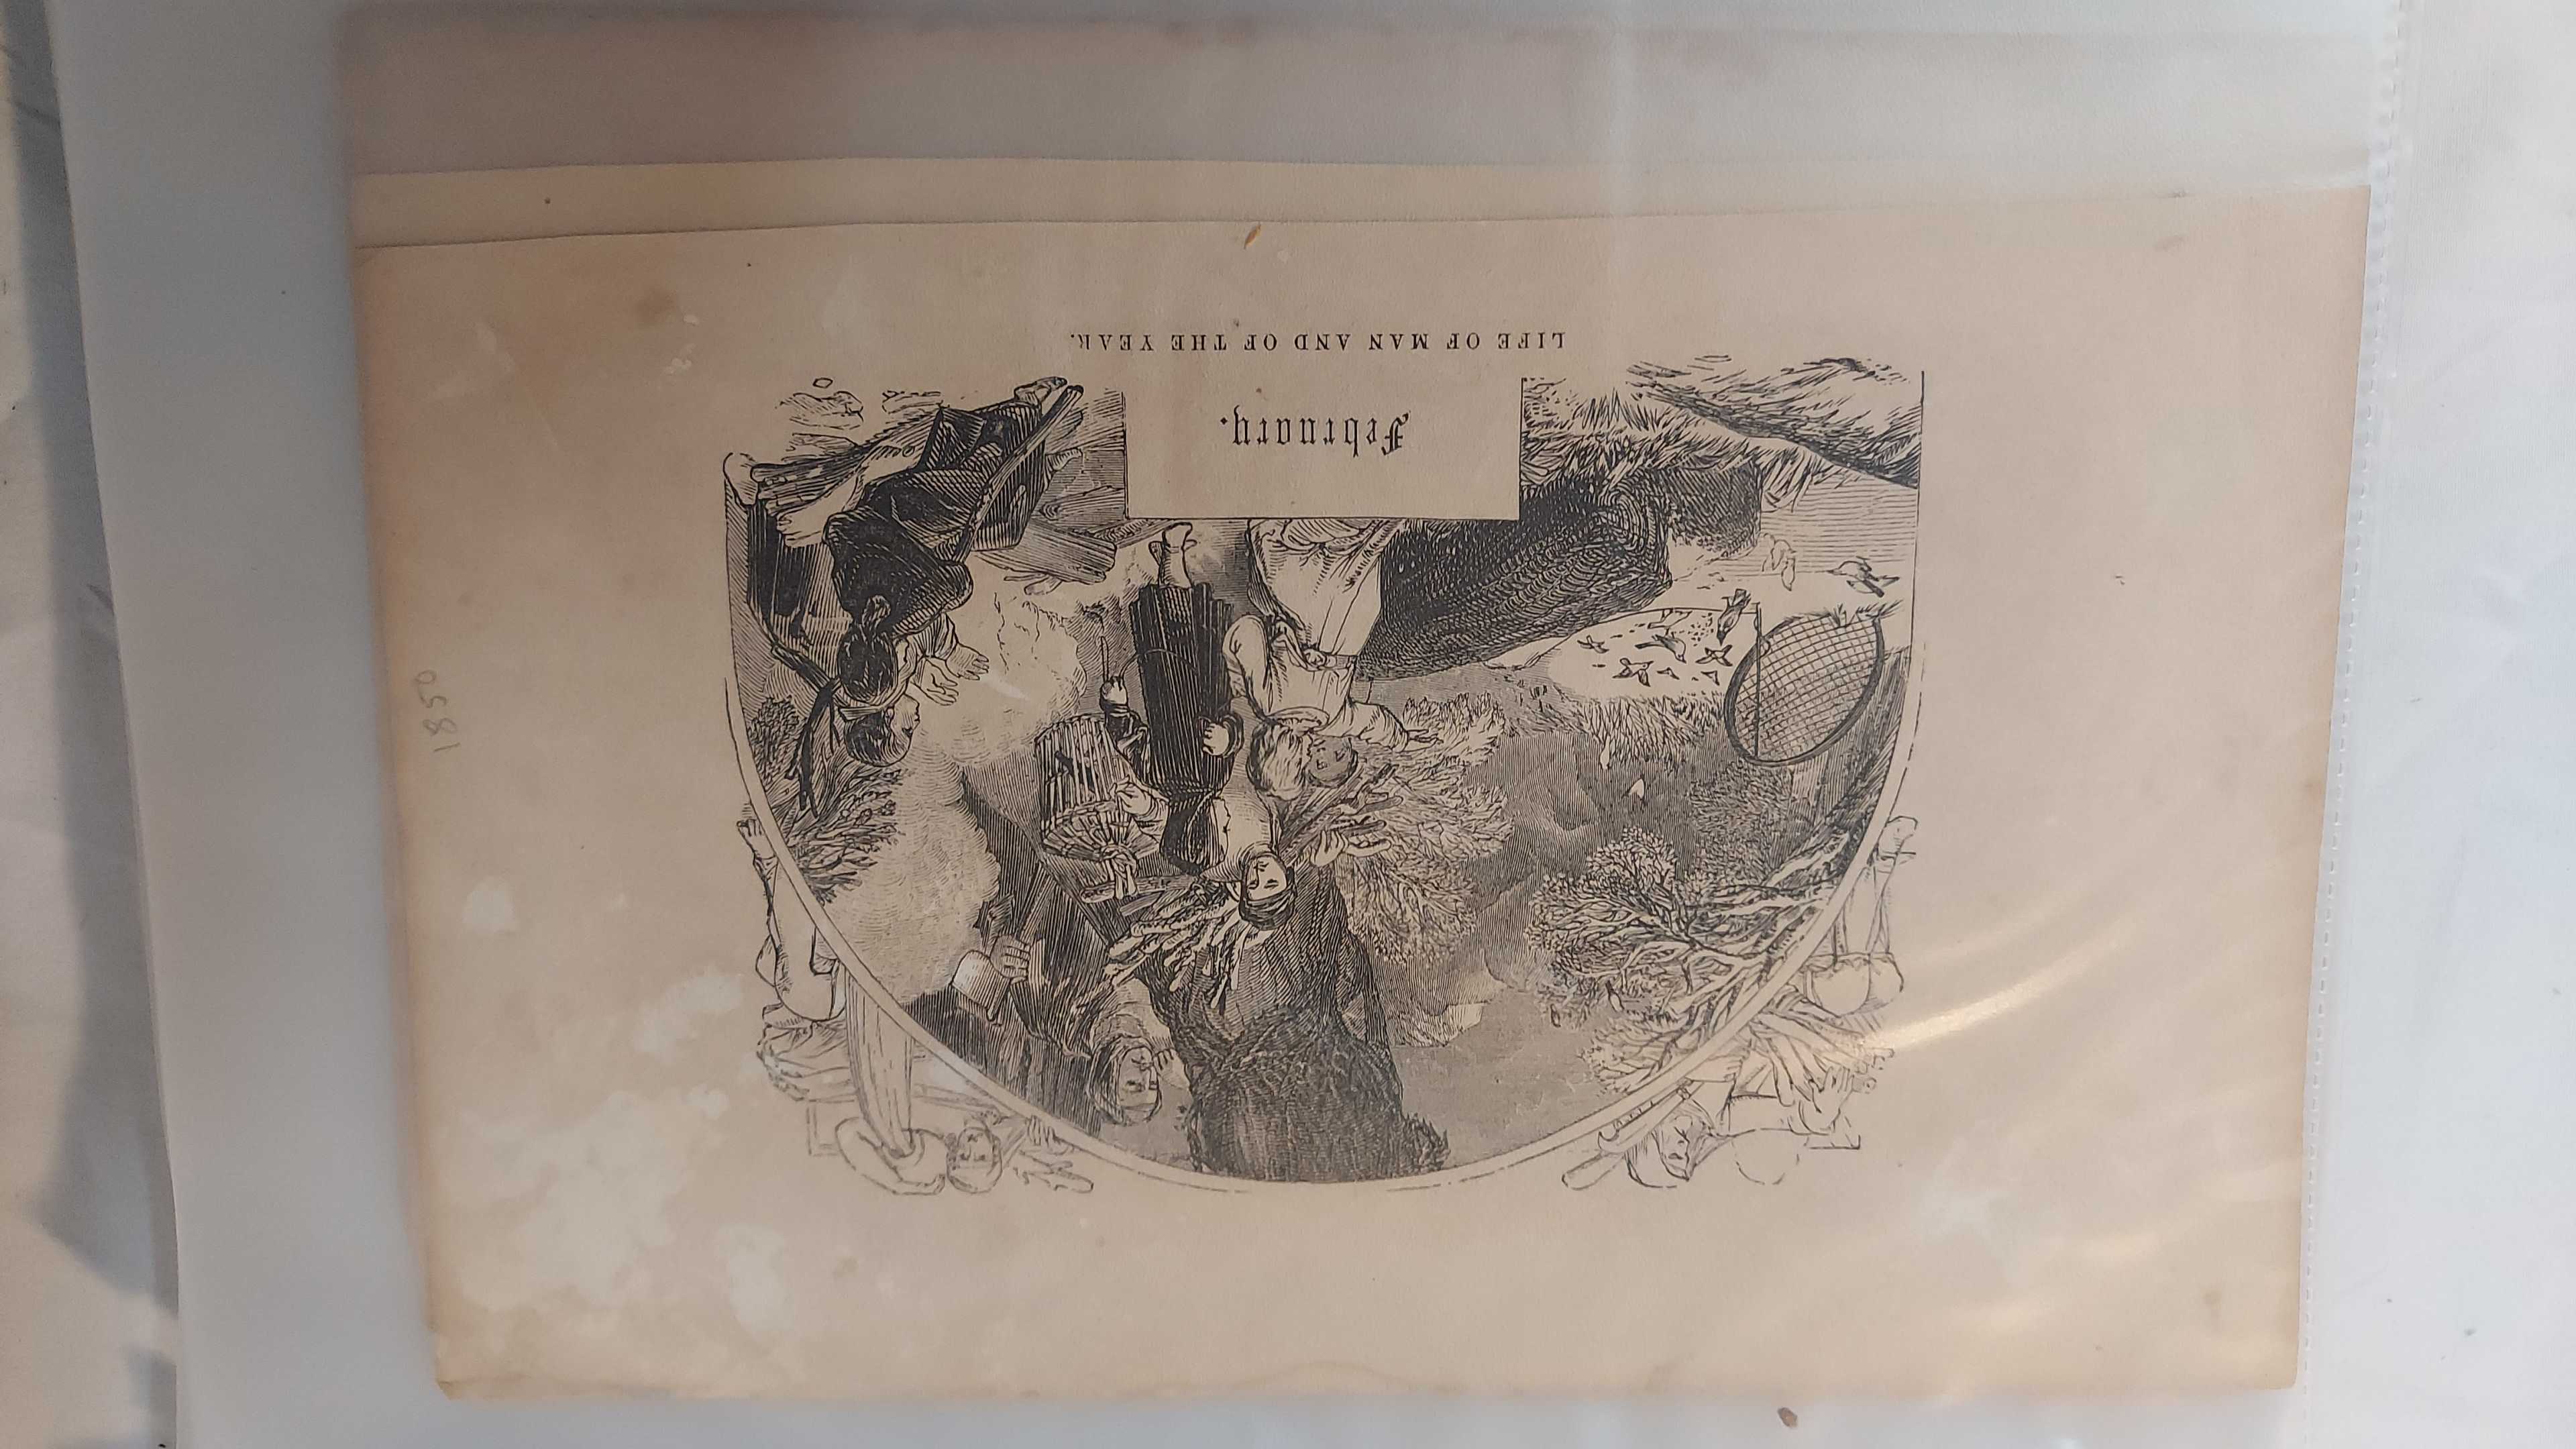 February.
LIFE OF MAN AND OF THE YEAR.
1850